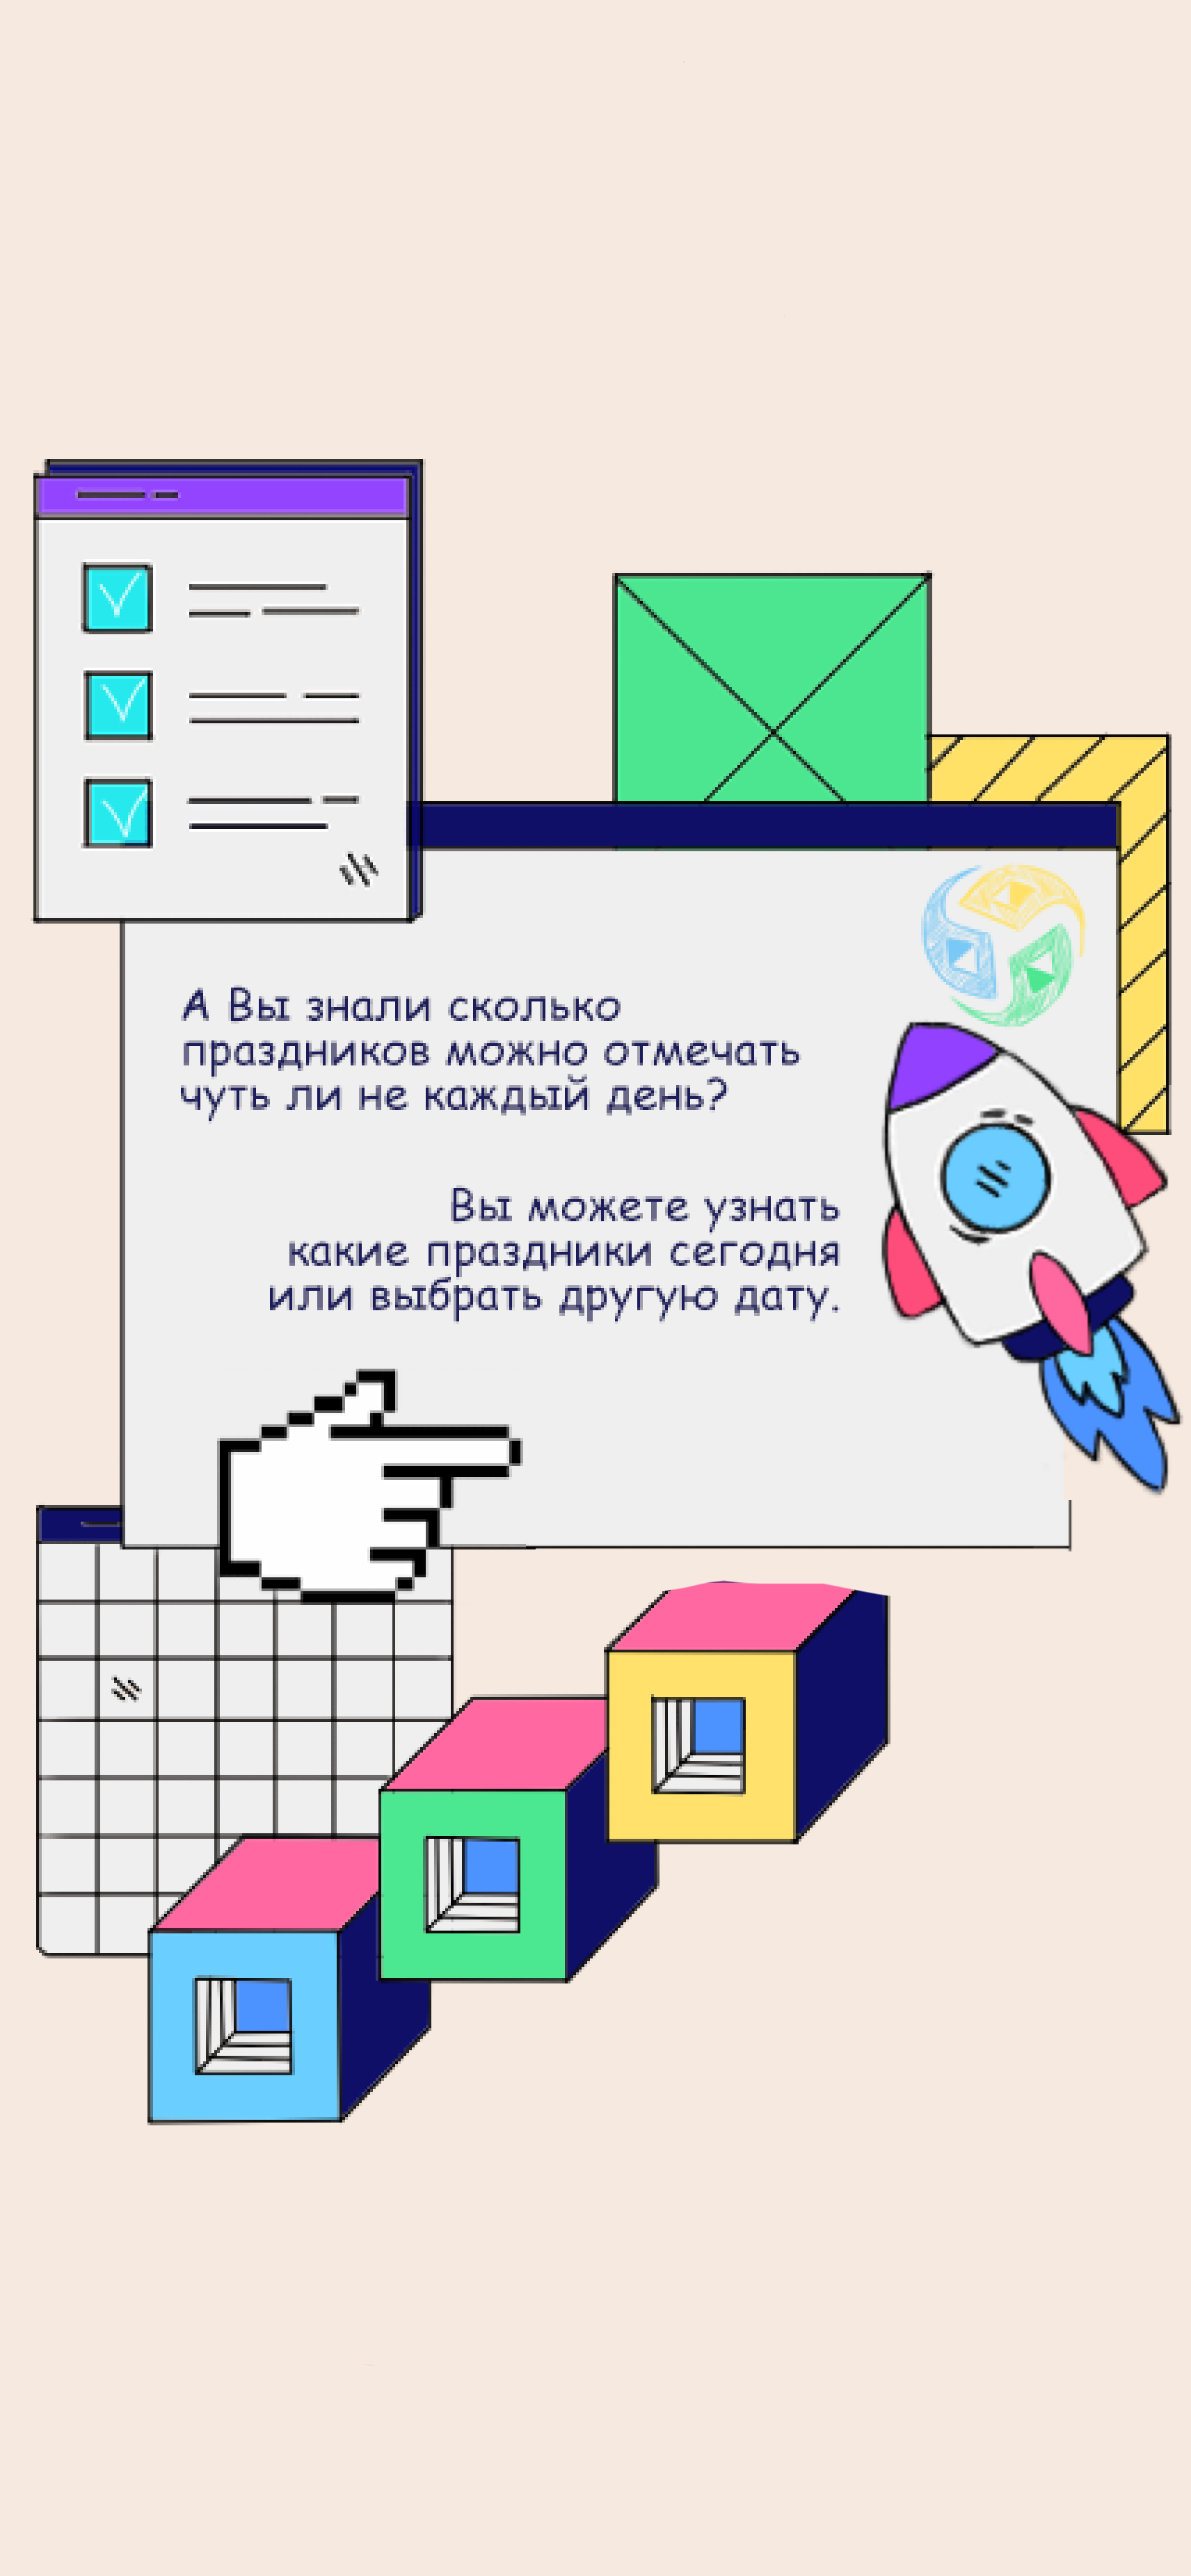 А Вы знали сколько
праздников можно отмечать
чуть ли не каждый день?
Вы можете узнать
какие праздники сегодня
или выбрать другую дату.